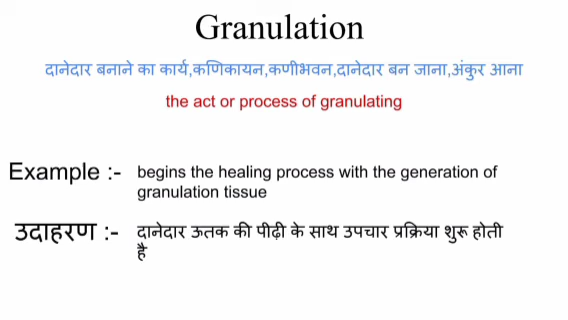 Granulation
दानेदार बनाने का कार्य,कणिकायन,कणीभवन,दानेदार बन जाना,अंकुर आना
the act or process of granulating
Example :- begins the healing process with the generation of
granulation tissue
उदाहरण :- दानेदार ऊतक की पीढ़ी के साथ उपचार प्रक्रिया शुरू होती
है